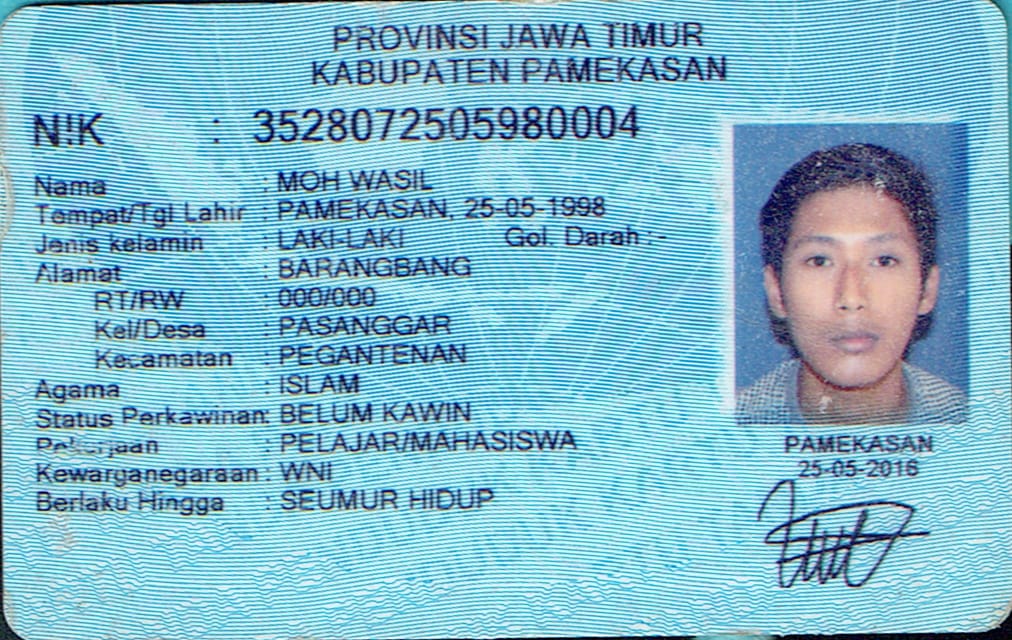 PROVINSI JAWA TIMUR
KABUPATEN PAMEKASAN
NIK : 3528072505980004
Nama : MOH WASIL
Tempat/Tgl Lahir : PAMEKASAN, 25-05-1998
Jenis kelamin : LAKI-LAKI Gol. Darah : -
Alamat : BARANGBANG
RT/RW : 000/000
Kel/Desa : PASANGGAR
Kecamatan : PEGANTENAN
Agama : ISLAM
Status Perkawinan: BELUM KAWIN
Pekerjaan : PELAJAR/MAHASISWA
Kewarganegaraan : WNI
Berlaku Hingga : SEUMUR HIDUP
PAMEKASAN
25-05-2016